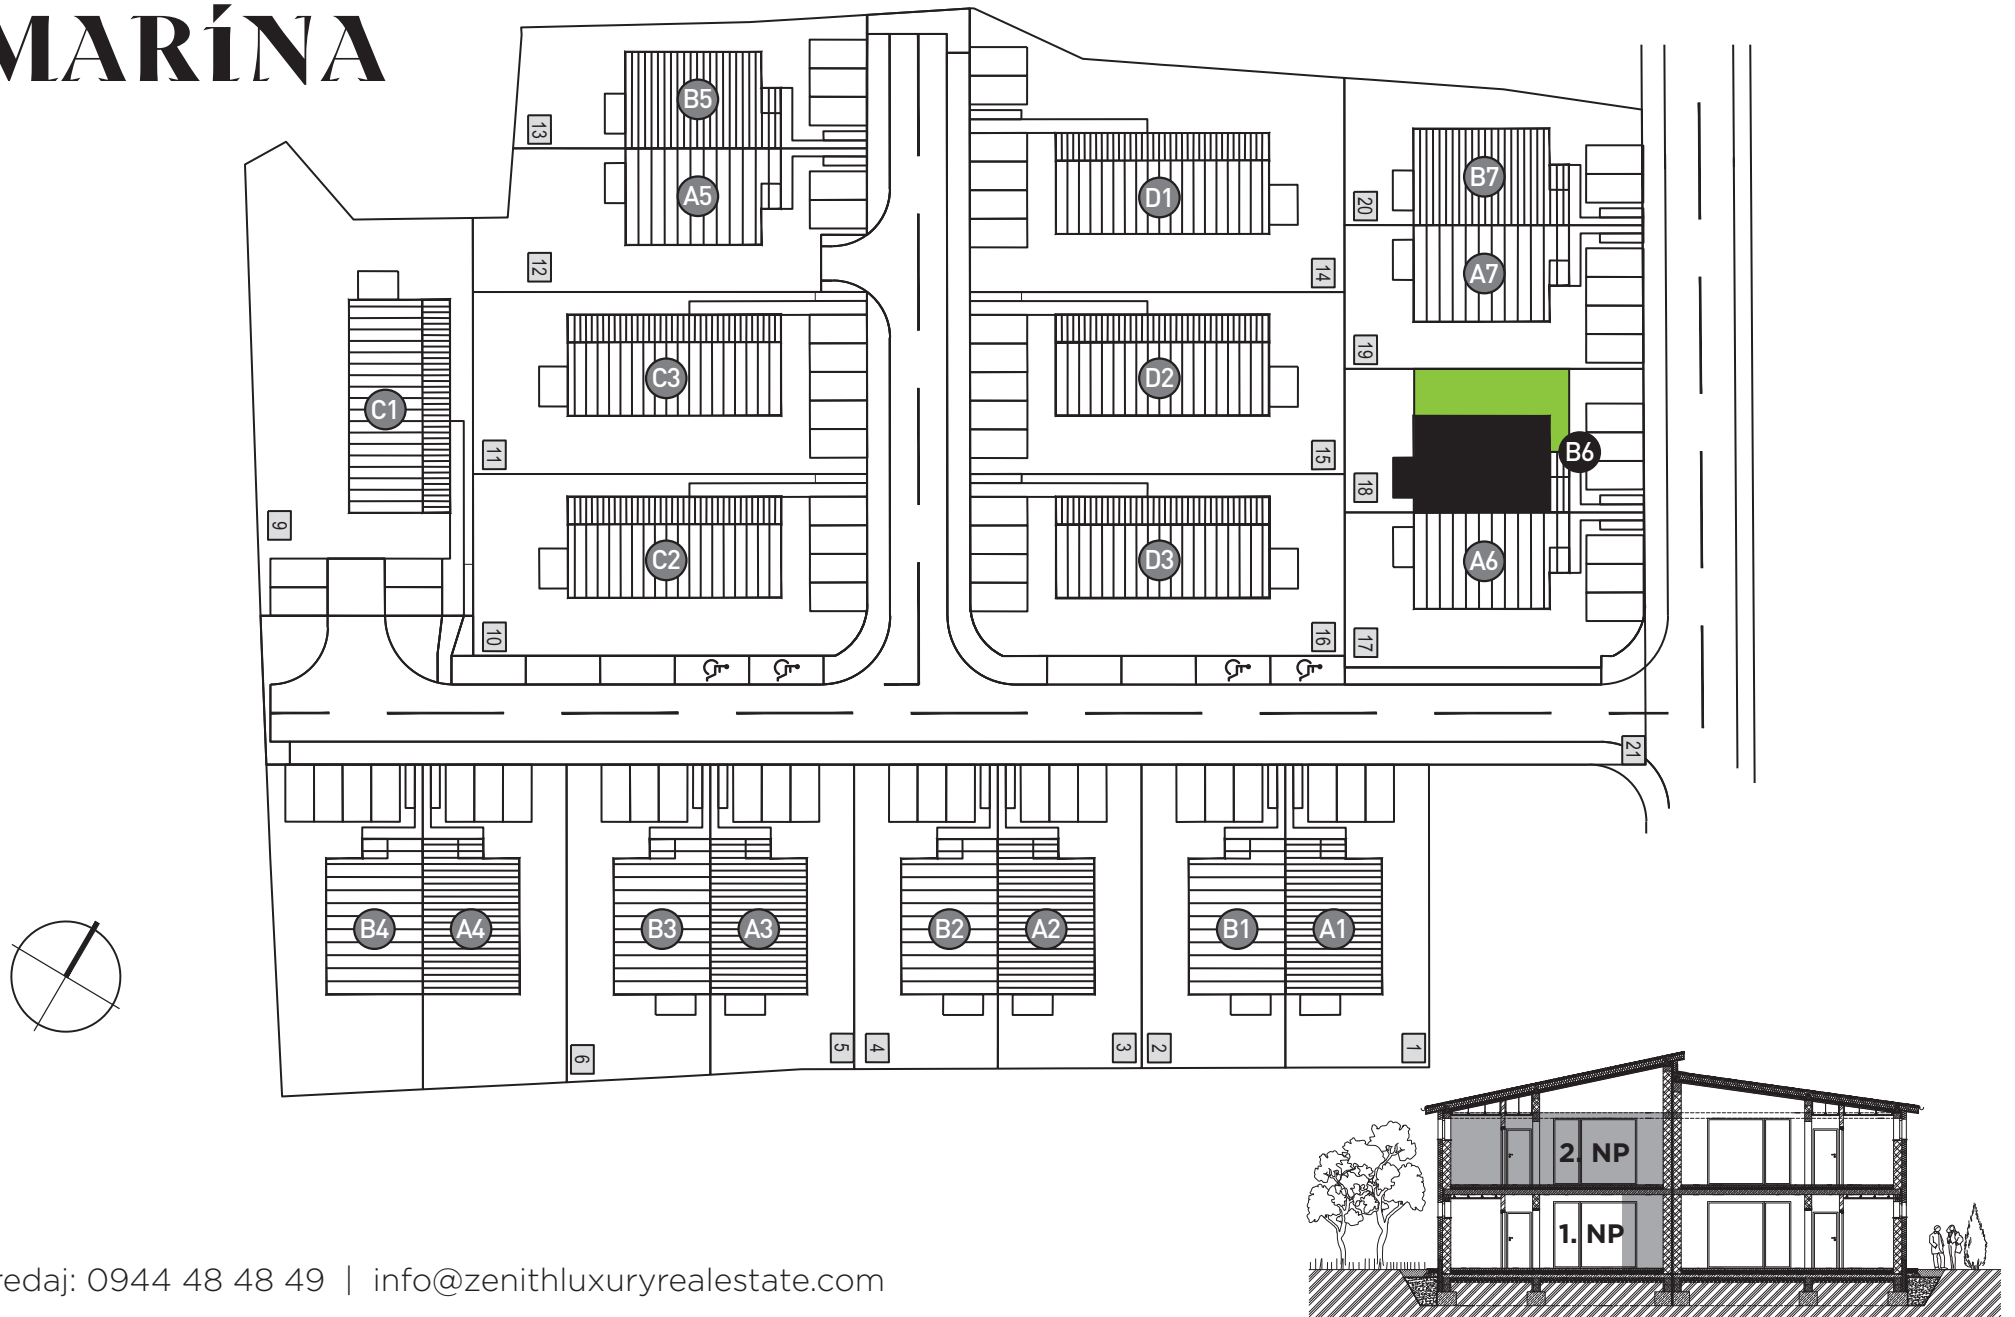 MARÍNA
B5
13
A5
12
D1
14
B7
20
A7
19
C1
C3
11
D2
15
B6
18
9
C2
10
D3
16
A6
17
21
B4
A4
B3
A3
B2
A2
B1
A1
6
5
4
3
2
1
2. NP
1. NP
redaj: 0944 48 48 49 | info@zenithluxuryrealestate.com